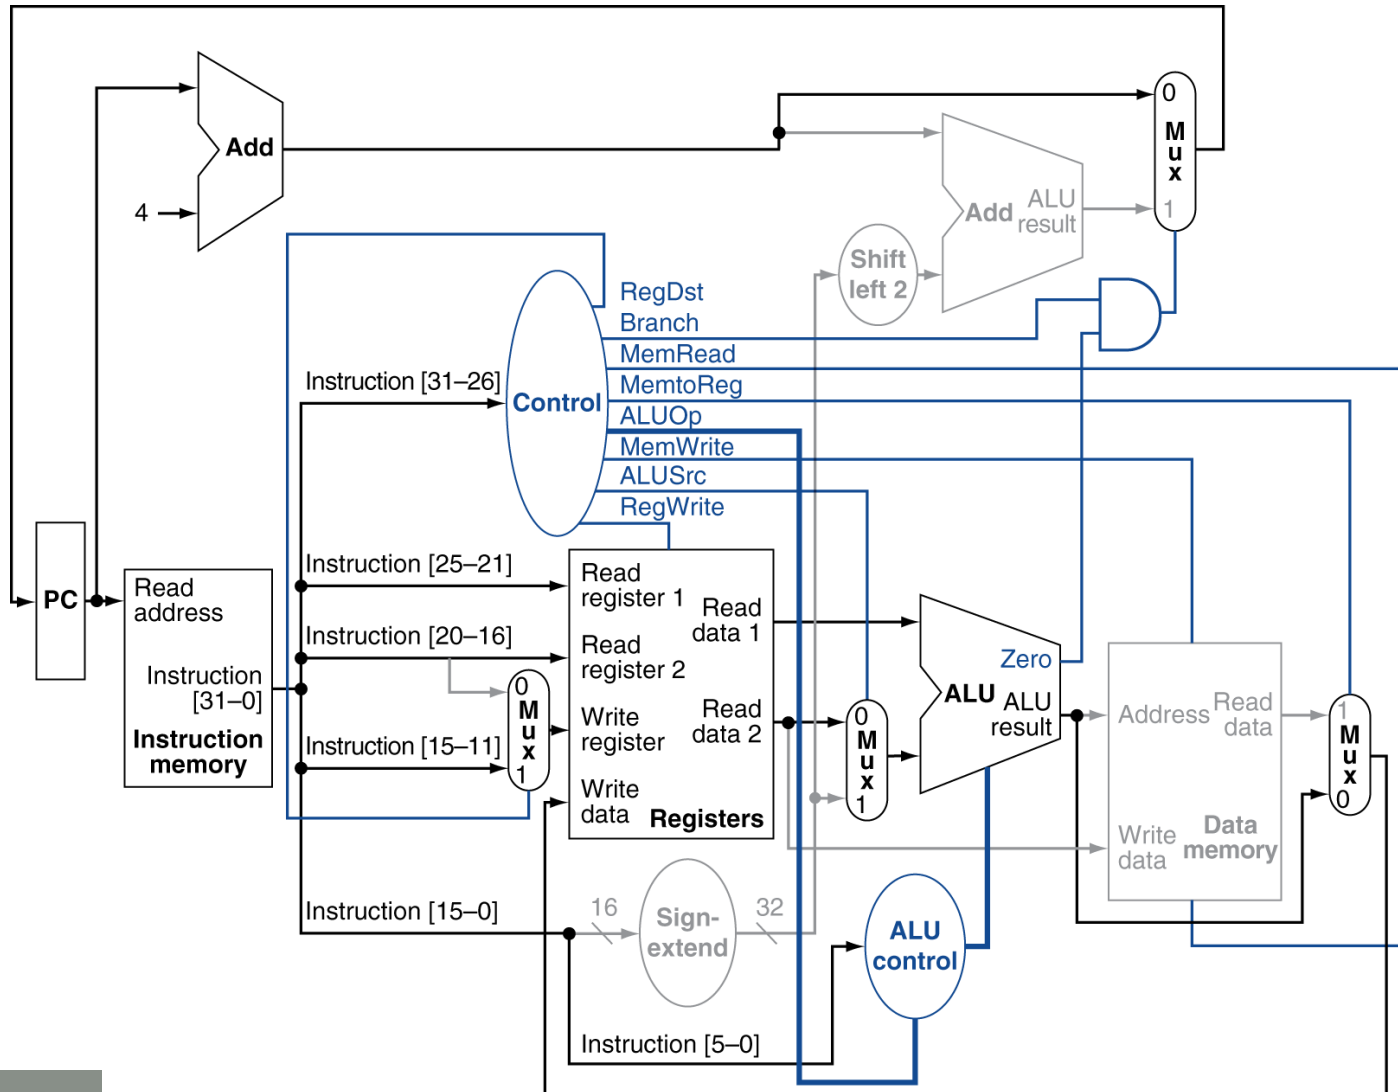 0
M
u
x
1
Add
4
Add
ALU
result
Shift
left 2
RegDst
Branch
MemRead
MemtoReg
ALUOp
MemWrite
ALUSrc
RegWrite
Control
Instruction [31–26]
Instruction [25–21]
Instruction [20–16]
Instruction [15–11]
Instruction [15–0]
Instruction [5–0]
PC
Read
address
Instruction
[31–0]
Instruction
memory
0
M
u
x
1
Read
register 1
Read
register 2
Write
register
Write
data
Read
data 1
Read
data 2
Registers
0
M
u
x
1
Zero
ALU
ALU
result
Address
Read
data
Write
data
Data
memory
1
M
u
x
0
16
Sign-
extend
32
ALU
control